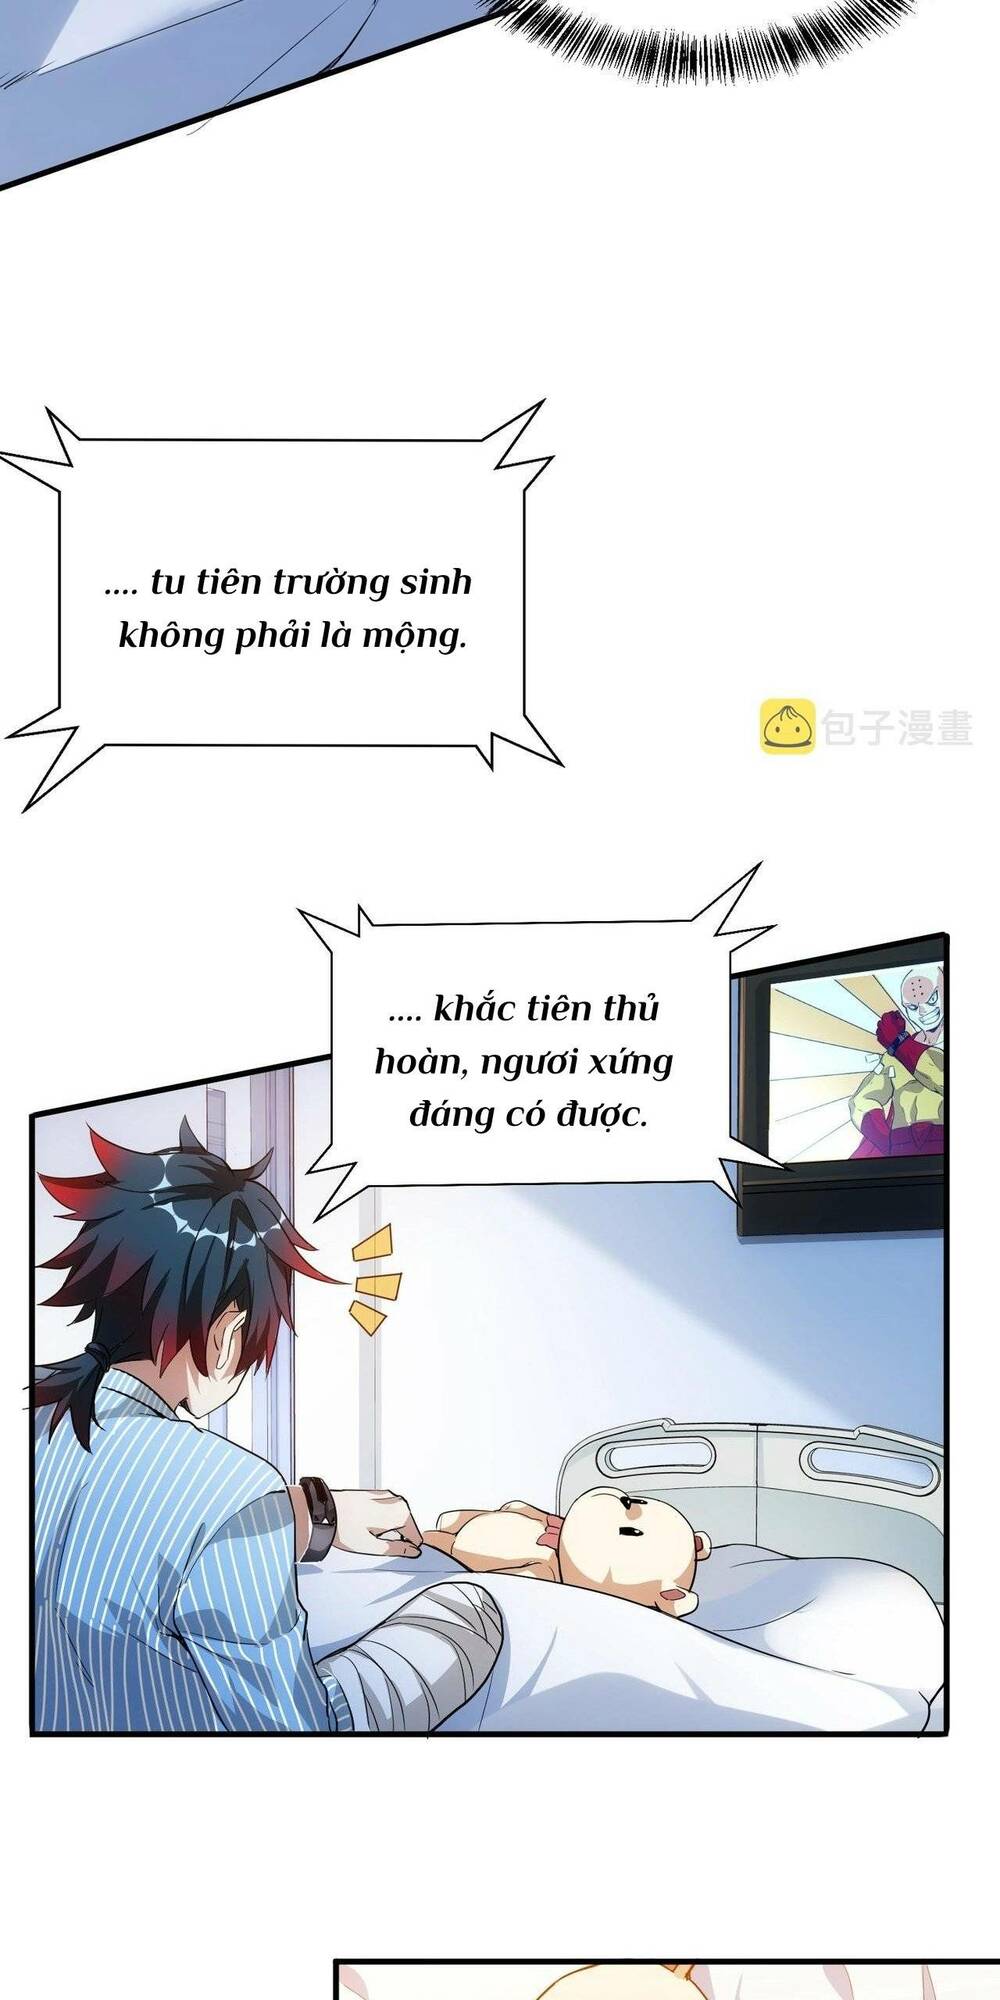 .... tu tiên trường sinh
không phải là mộng.
包子漫畫
.... khắc tiên thủ
hoàn, ngươi xứng
đáng có được.